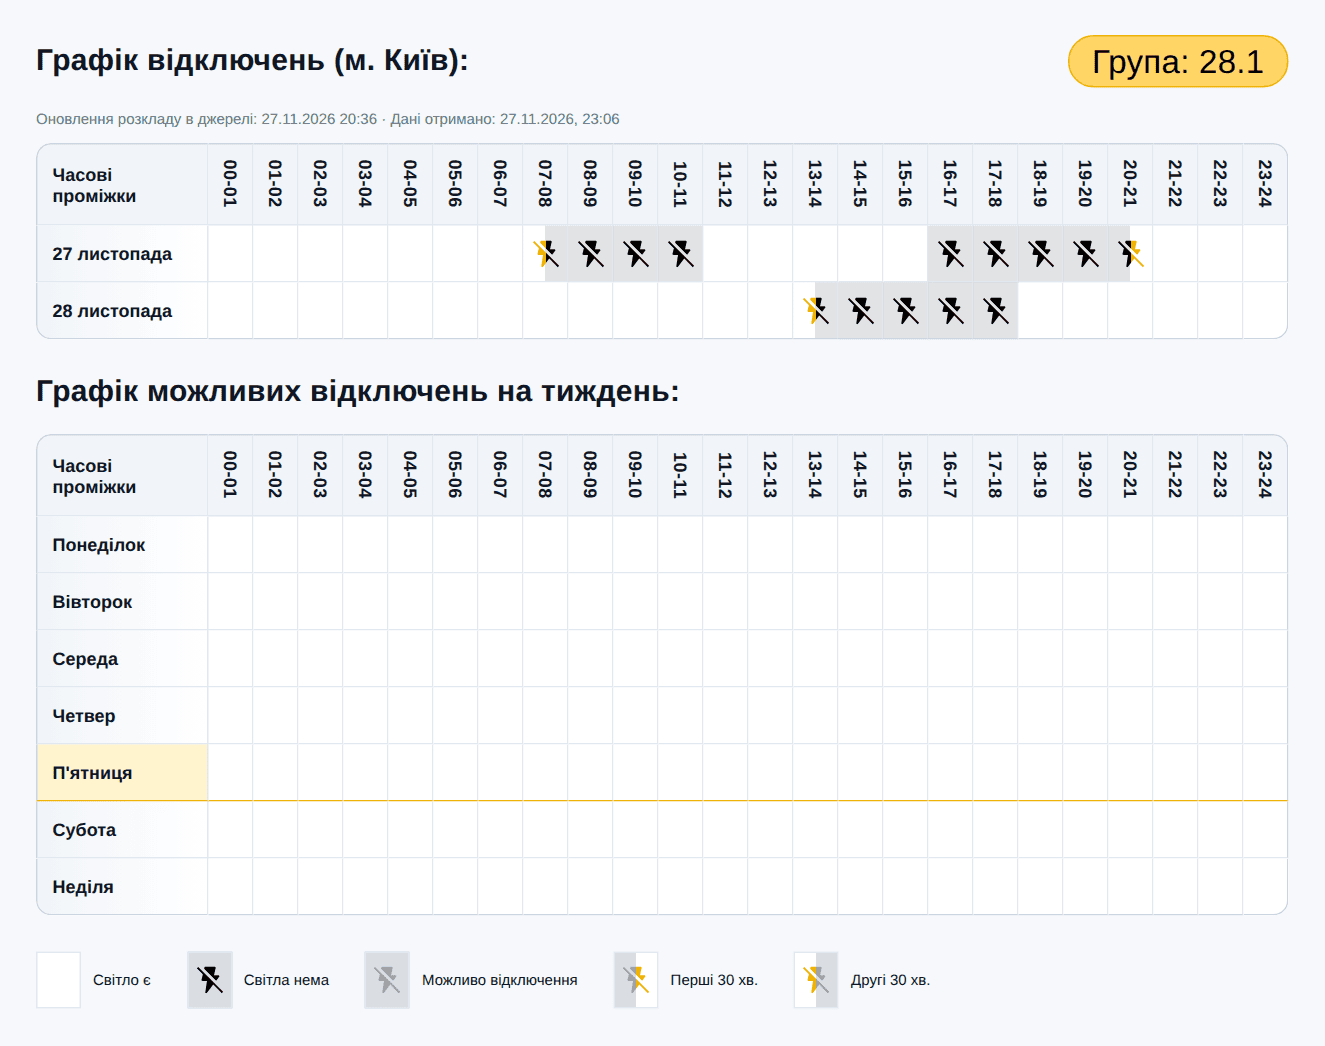 Графік відключень (м. Київ):
Група: 28.1
Оновлення розкладу в джерелі: 27.11.2026 20:36 · Дані отримано: 27.11.2026, 23:06
Часові
проміжки
00-01 01-02 02-03 03-04 04-05 05-06 06-07 07-08 08-09 09-10 10-11 11-12 12-13 13-14 14-15 15-16 16-17 17-18 18-19 19-20 20-21 21-22 22-23 23-24
27 листопада
28 листопада
Графік можливих відключень на тиждень:
Часові
проміжки
00-01 01-02 02-03 03-04 04-05 05-06 06-07 07-08 08-09 09-10 10-11 11-12 12-13 13-14 14-15 15-16 16-17 17-18 18-19 19-20 20-21 21-22 22-23 23-24
Понеділок
Вівторок
Середа
Четвер
П'ятниця
Субота
Неділя
Світло є
Світла нема
Можливо відключення
Перші 30 хв.
Другі 30 хв.